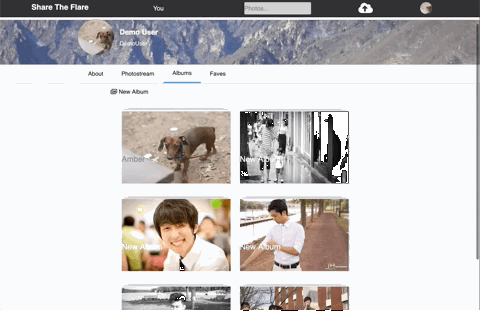 Share The Flare You Photos...
Demo User
DemoUser
About Photostream Albums Faves
New Album
Amber New Album
New Album New Album